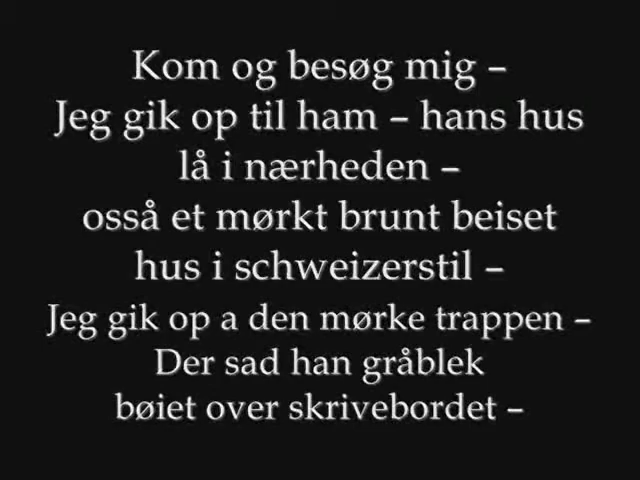 Kom og besøg mig –
Jeg gik op til ham – hans hus
lå i nærheden –
osså et mørkt brunt beiset
hus i schweizerstil –
Jeg gik op a den mørke trappen –
Der sad han gråblek
bøiet over skrivebordet –